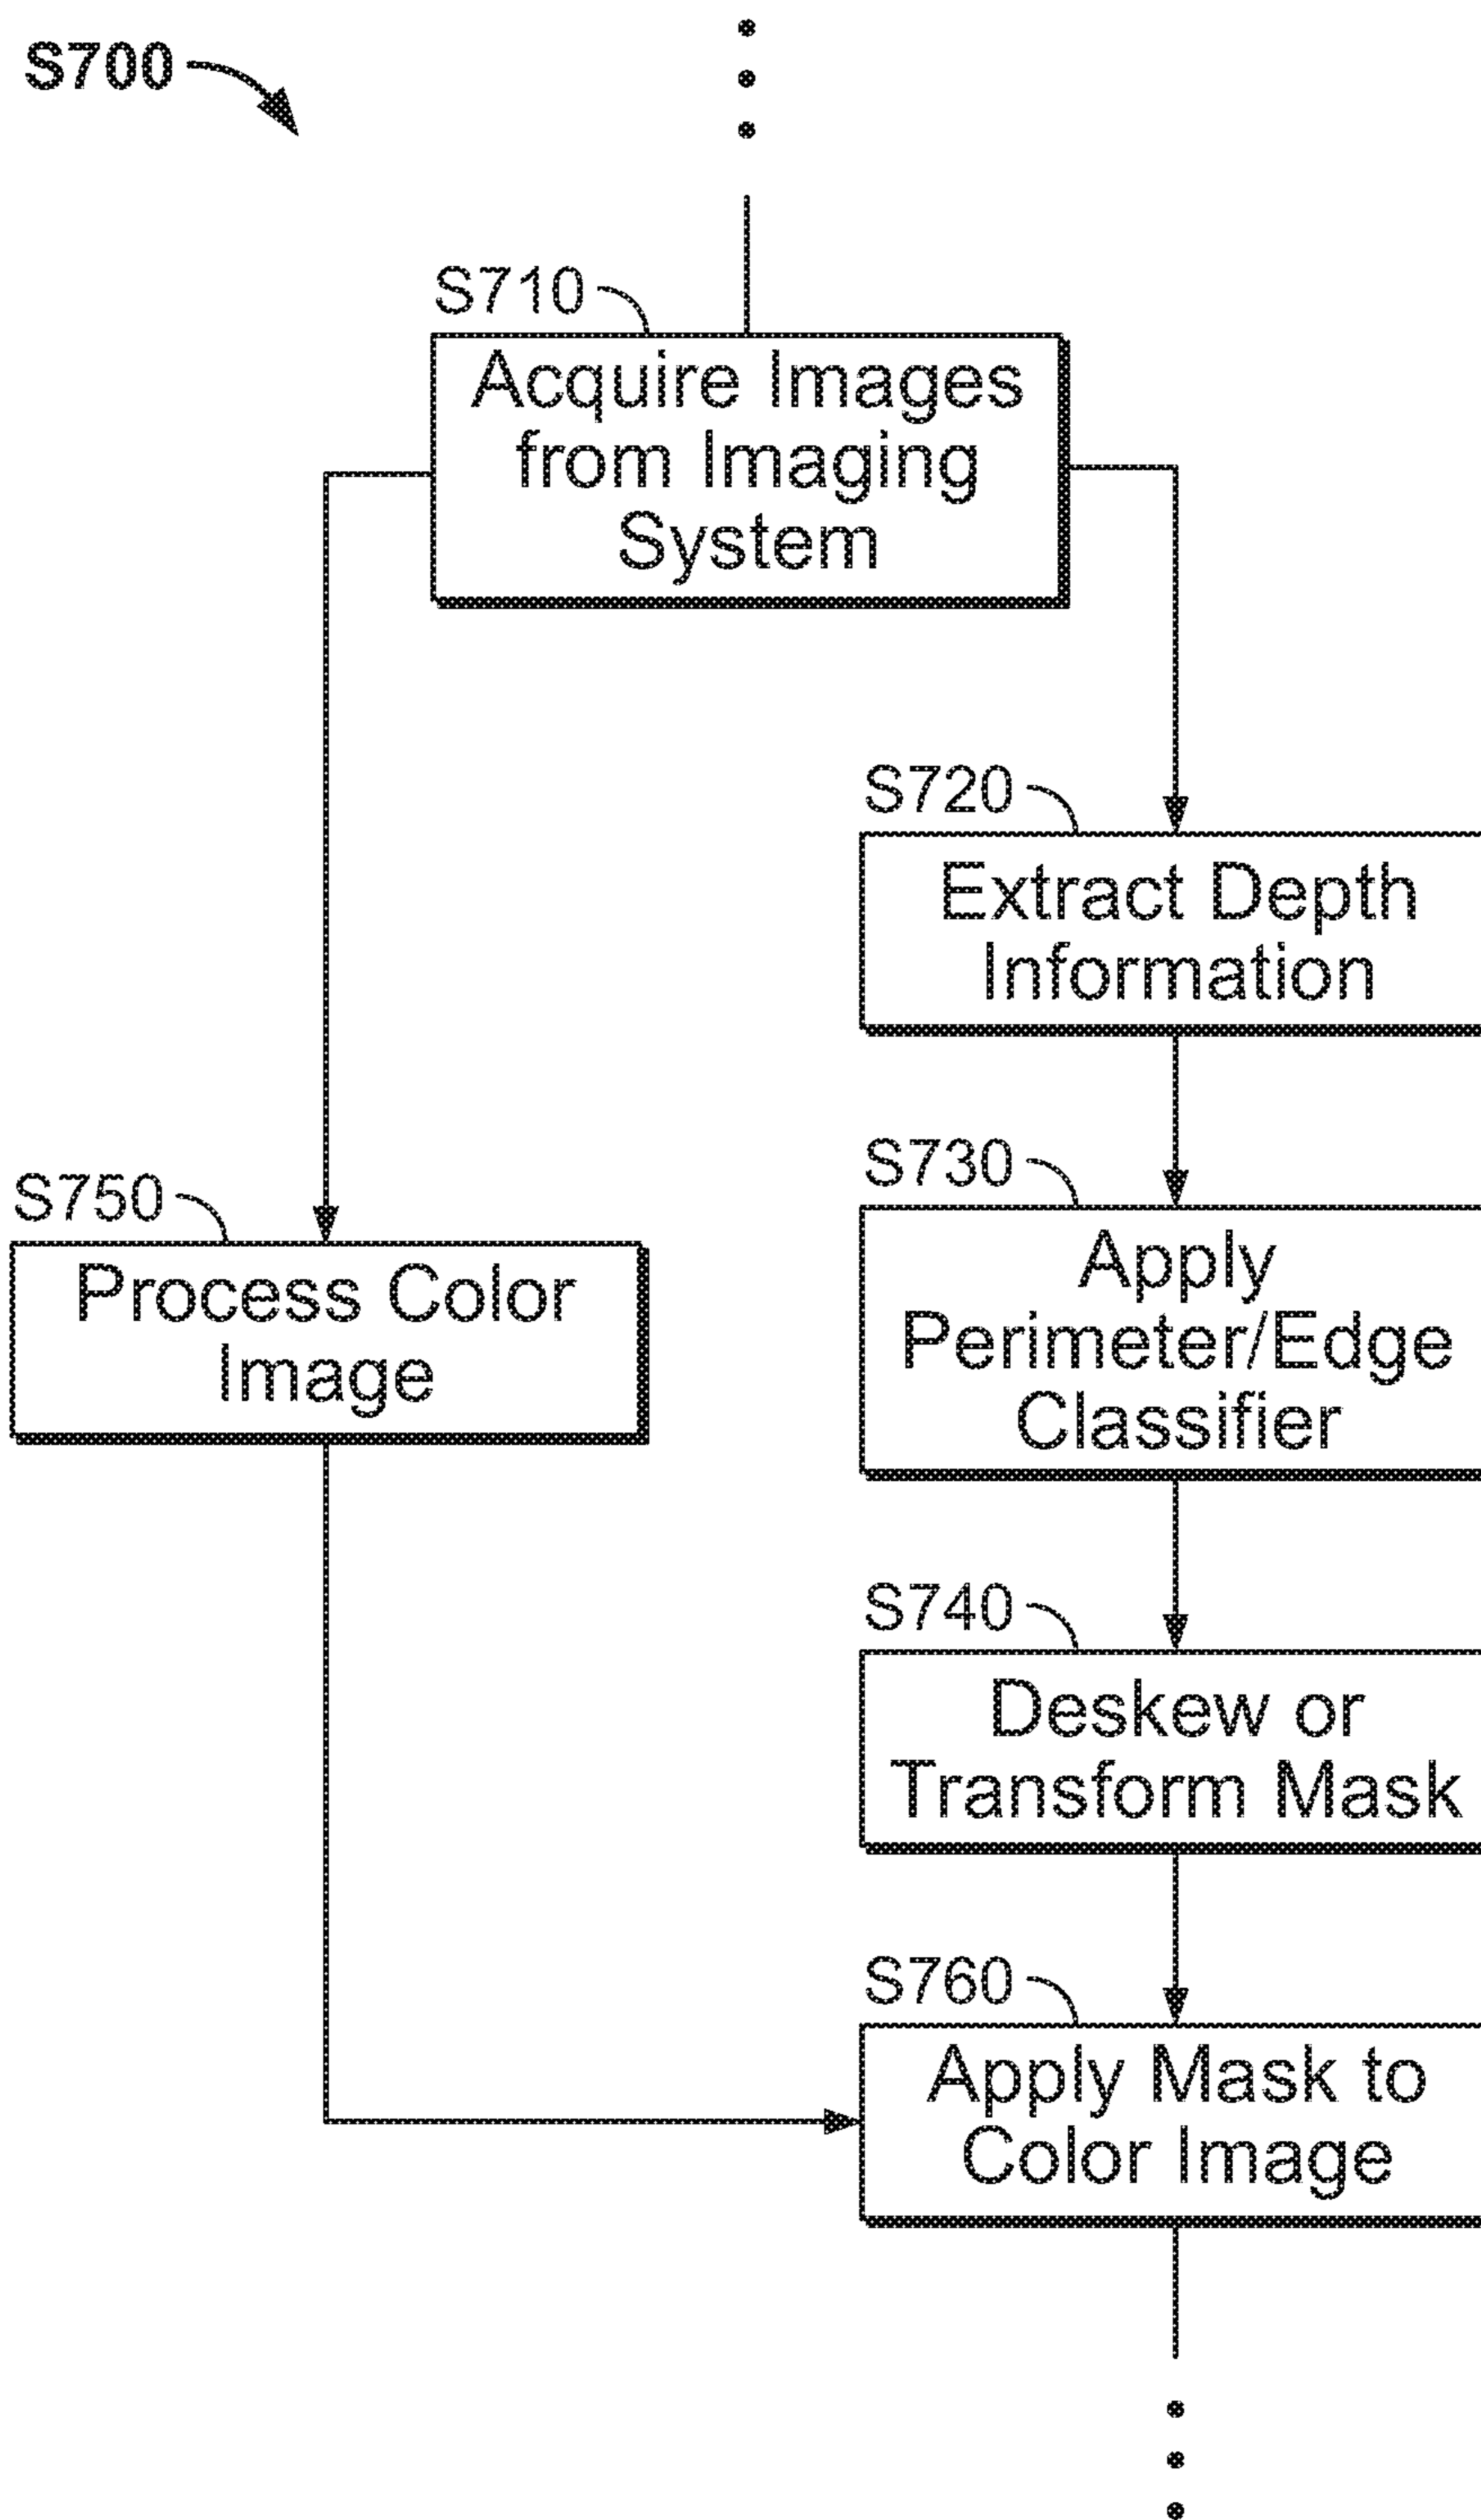 S700
S710
Acquire Images
from Imaging
System
S720
Extract Depth
Information
S730
Apply
Perimeter/Edge
Classifier
S750
Process Color
Image
S740
Deskew or
Transform Mask
S760
Apply Mask to
Color Image